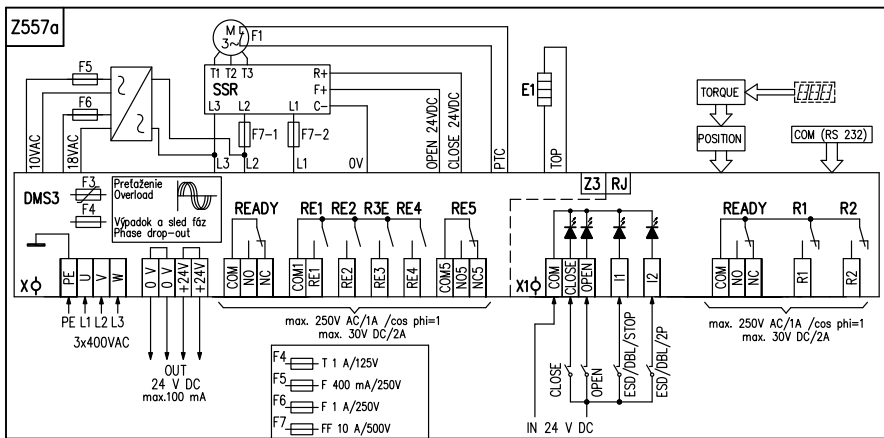 Z557a
F5
F6
10VAC
18VAC
M
3~
F1
T1 T2 T3
SSR
R+
F+
C-
L3 L2 L1
F7-1
F7-2
L3 L2 L1 0V
OPEN 24VDC
CLOSE 24VDC
PTC
E1
TOP
TORQUE
POSITION
COM (RS 232)
DMS3
F3
F4
Preťaženie
Overload
Výpadok a sled fáz
Phase drop-out
Z3 RJ
READY
RE1 RE2 R3E RE4
RE5
READY
R1 R2
X
PE U V W
0 V 0 V +24V +24V
COM NO NC
COM1 RE1 RE2 RE3 RE4
COM5 NO5 NC5
X1
COM CLOSE OPEN I1 I2
COM NO NC
R1 R2
PE L1 L2 L3
3x400VAC
OUT
24 V DC
max.100 mA
max. 250V AC/1A /cos phi=1
max. 30V DC/2A
F4 T 1 A/125V
F5 F 400 mA/250V
F6 F 1 A/250V
F7 FF 10 A/500V
CLOSE
OPEN
ESD/DBL/STOP
ESD/DBL/2P
IN 24 V DC
max. 250V AC/1A /cos phi=1
max. 30V DC/2A